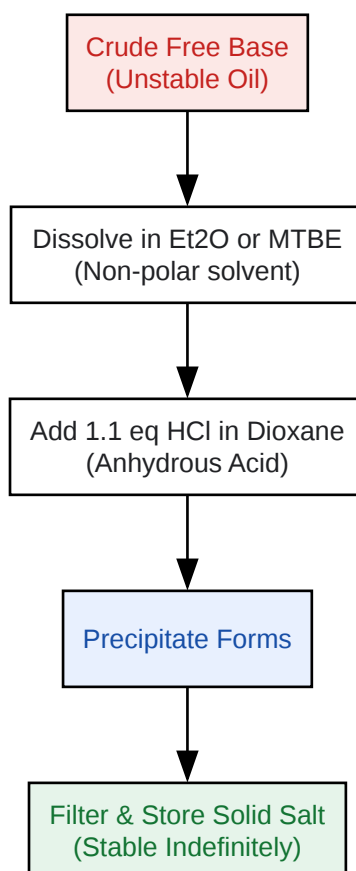 Crude Free Base
(Unstable Oil)
Dissolve in Et2O or MTBE
(Non-polar solvent)
Add 1.1 eq HCl in Dioxane
(Anhydrous Acid)
Precipitate Forms
Filter & Store Solid Salt
(Stable Indefinitely)